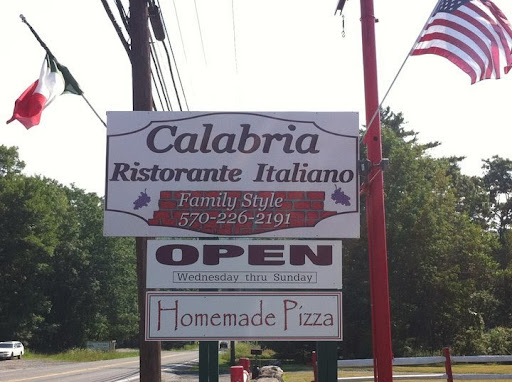 Calabria
Ristorante Italiano
Family Style
570-226-2191
OPEN
Wednesday thru Sunday
Homemade Pizza